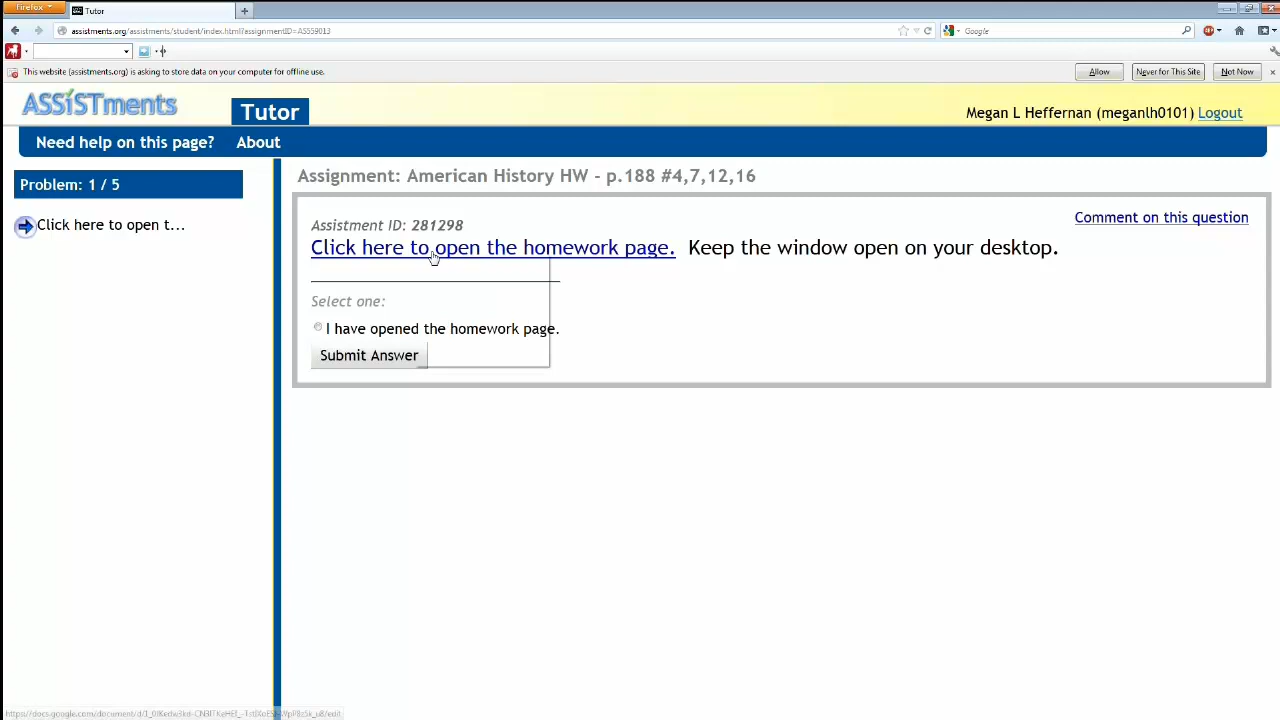 Firefox
Tutor
assistments.org/assistments/student/index.html?assignmentID=AS559013
Google
This website (assistments.org) is asking to store data on your computer for offline use.
Allow
Never for This Site
Not Now
ASSiSTments
Tutor
Megan L Heffernan (meganlh0101) Logout
Need help on this page? About
Problem: 1 / 5
Assignment: American History HW - p.188 #4,7,12,16
Click here to open t...
Assistment ID: 281298
Comment on this question
Click here to open the homework page. Keep the window open on your desktop.
Select one:
I have opened the homework page.
Submit Answer